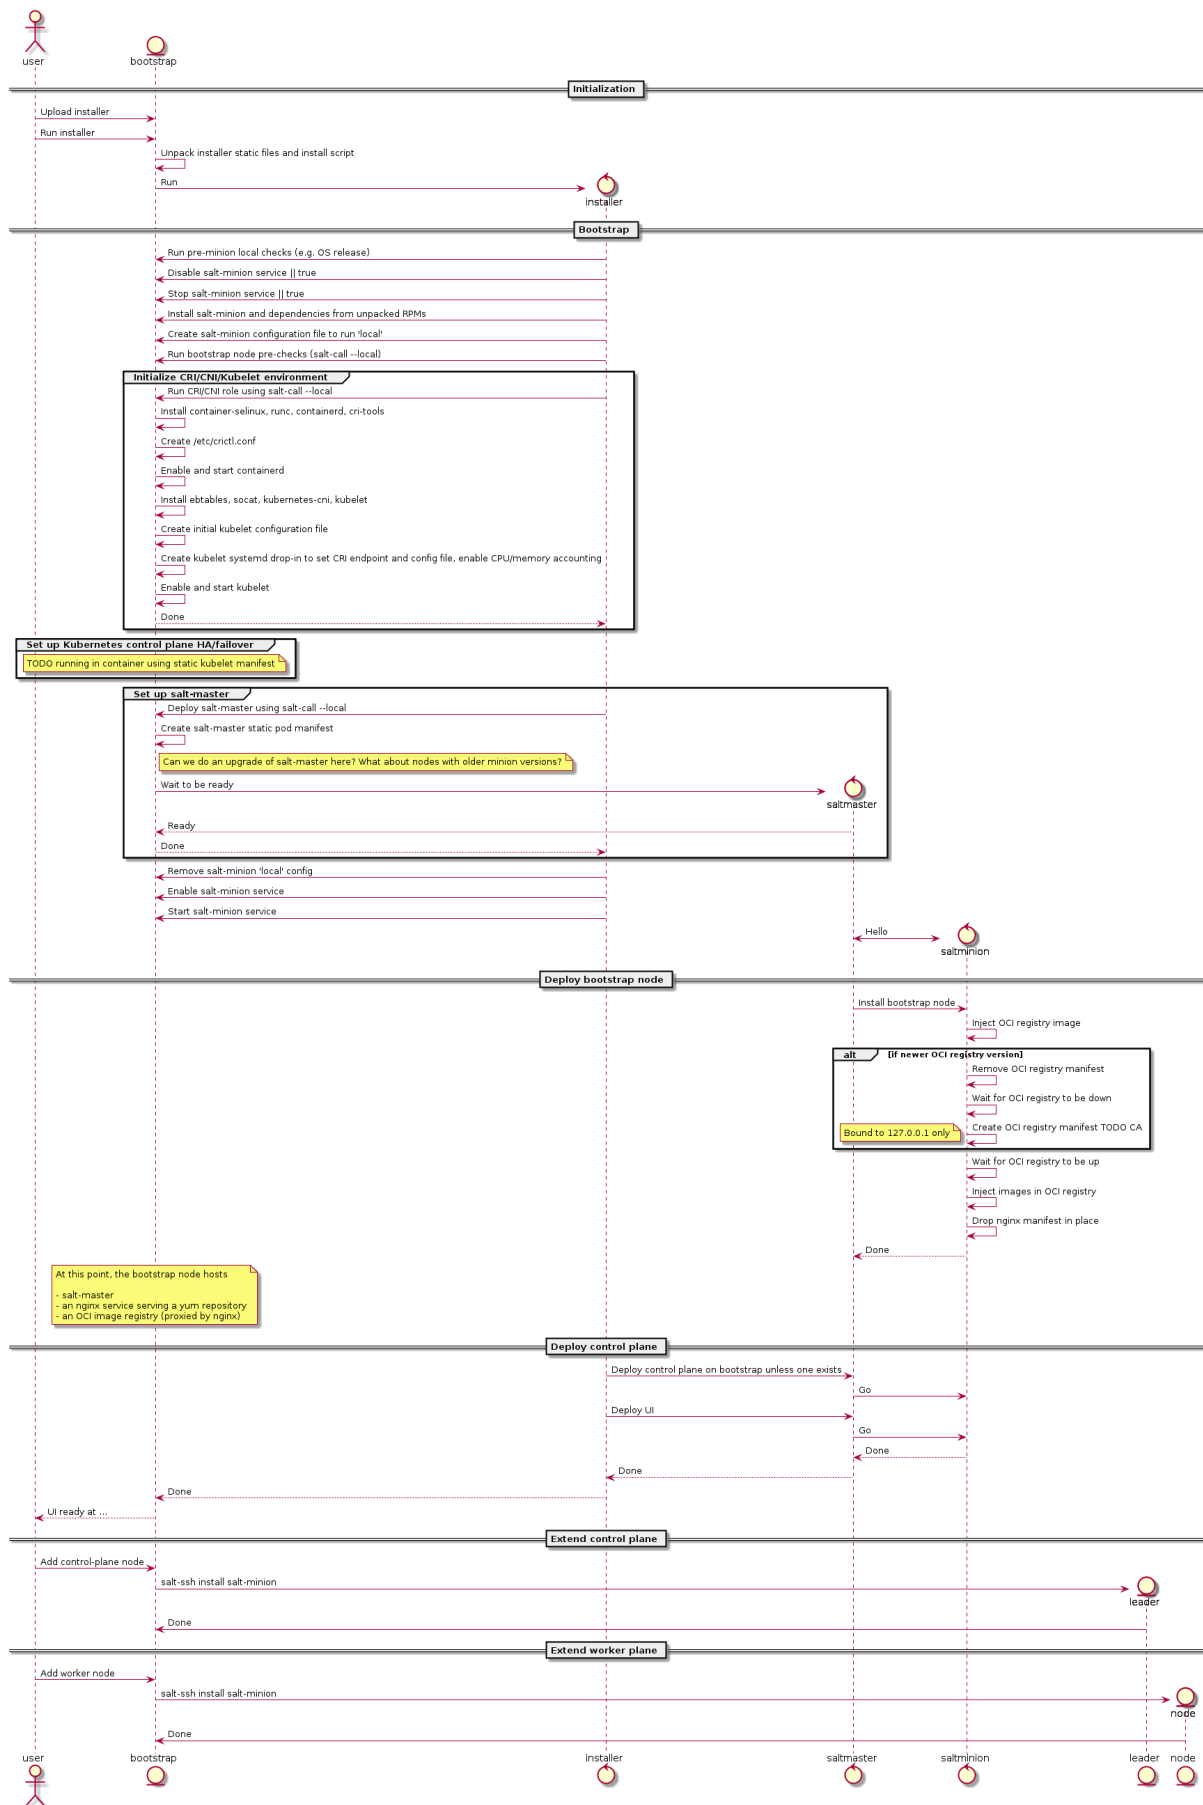 user
bootstrap
Initialization
Upload installer
Run installer
Unpack installer static files and install script
Run
installer
Bootstrap
Run pre-minion local checks (e.g. OS release)
Disable salt-minion service || true
Stop salt-minion service || true
Install salt-minion and dependencies from unpacked RPMs
Create salt-minion configuration file to run 'local'
Run bootstrap node pre-checks (salt-call --local)
Initialize CRI/CNI/Kubelet environment
Run CRI/CNI role using salt-call --local
Install container-selinux, runc, containerd, cri-tools
Create /etc/crictl.conf
Enable and start containerd
Install ebtables, socat, kubernetes-cni, kubelet
Create initial kubelet configuration file
Create kubelet systemd drop-in to set CRI endpoint and config file, enable CPU/memory accounting
Enable and start kubelet
Done
Set up Kubernetes control plane HA/failover
TODO running in container using static kubelet manifest
Set up salt-master
Deploy salt-master using salt-call --local
Create salt-master static pod manifest
Can we do an upgrade of salt-master here? What about nodes with older minion versions?
Wait to be ready
saltmaster
Ready
Done
Remove salt-minion 'local' config
Enable salt-minion service
Start salt-minion service
Hello
saltminion
Deploy bootstrap node
Install bootstrap node
Inject OCI registry image
alt [if newer OCI registry version]
Remove OCI registry manifest
Wait for OCI registry to be down
Bound to 127.0.0.1 only
Create OCI registry manifest TODO CA
Wait for OCI registry to be up
Inject images in OCI registry
Drop nginx manifest in place
Done
At this point, the bootstrap node hosts
- salt-master
- an nginx service serving a yum repository
- an OCI image registry (proxied by nginx)
Deploy control plane
Deploy control plane on bootstrap unless one exists
Go
Deploy UI
Go
Done
Done
Done
UI ready at ...
Extend control plane
Add control-plane node
salt-ssh install salt-minion
leader
Done
Extend worker plane
Add worker node
salt-ssh install salt-minion
node
Done
user bootstrap installer saltmaster saltminion leader node